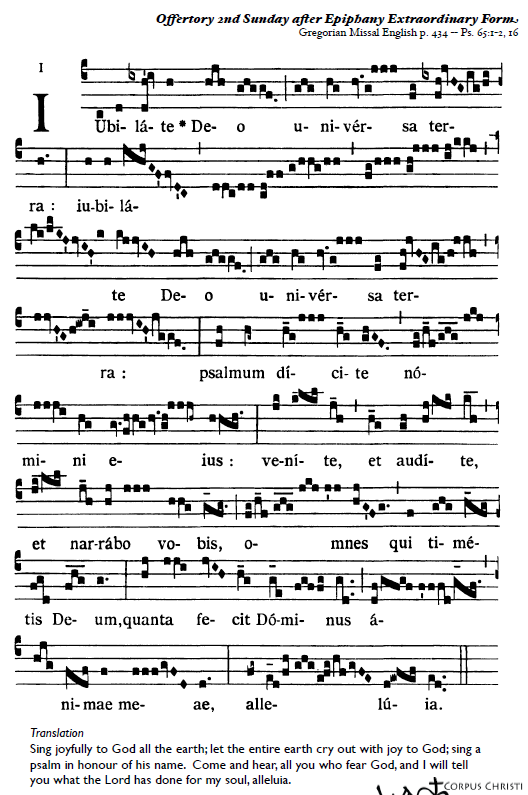 Offertory 2nd Sunday after Epiphany Extraordinary Form
Gregorian Missal English p. 434 — Ps. 65:1-2, 16
I
IUbi- lá- te * De- o u- ni- vér- sa ter-
ra : iu-bi- lá-
te De- o u- ni- vér- sa ter-
ra : psalmum dí- ci- te nó-
mi- ni e- ius : ve-ní- te, et audí- te,
et nar-rábo vo- bis, o- mnes qui ti- mé-
tis De- um, quanta fe- cit Dó-mi- nus á-
ni-mae me- ae, alle- lú- ia.
Translation
Sing joyfully to God all the earth; let the entire earth cry out with joy to God; sing a
psalm in honour of his name. Come and hear, all you who fear God, and I will tell
you what the Lord has done for my soul, alleluia.
CORPUS CHRISTI